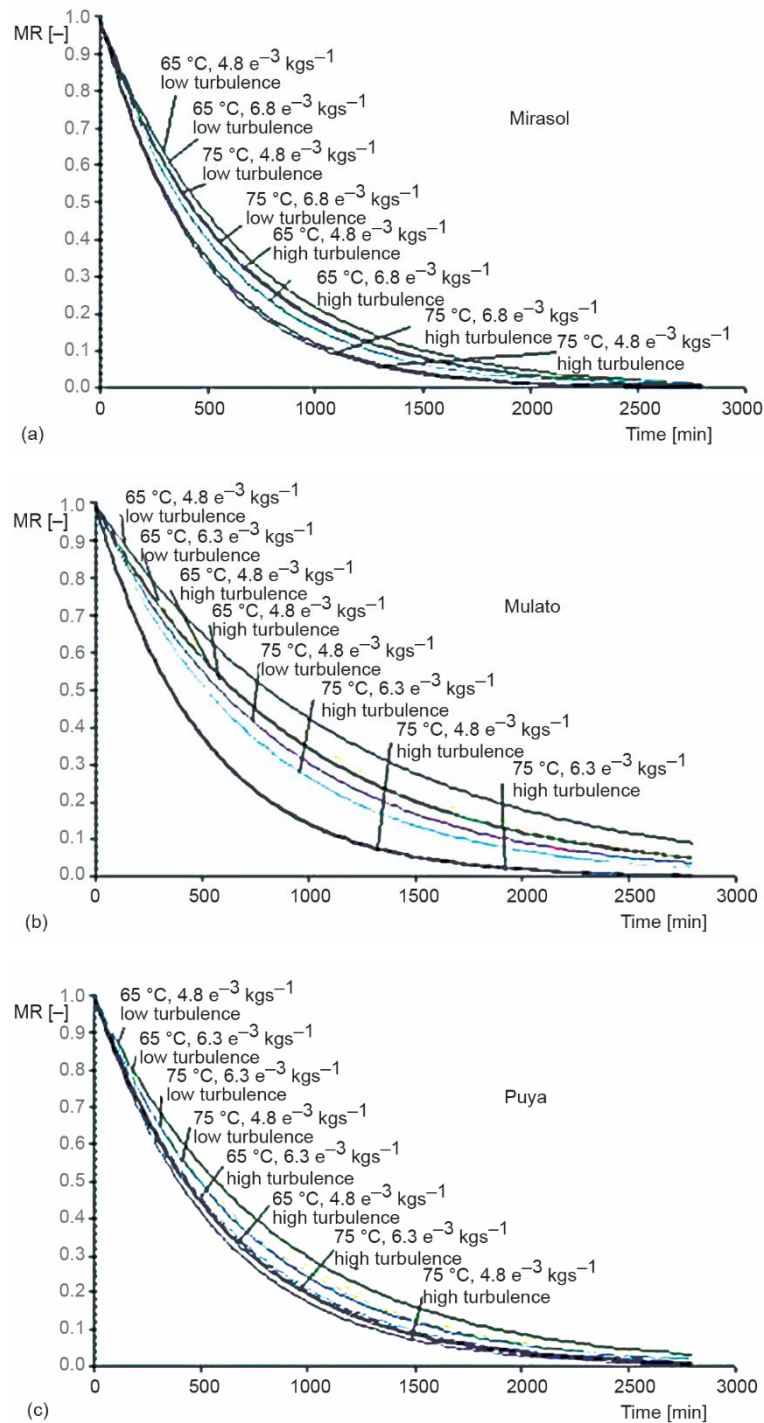 MR [–]
1.0
0.9
0.8
0.7
0.6
0.5
0.4
0.3
0.2
0.1
0.0
65 °C, 4.8 e–3 kgs–1
low turbulence
65 °C, 6.8 e–3 kgs–1
low turbulence
75 °C, 4.8 e–3 kgs–1
low turbulence
75 °C, 6.8 e–3 kgs–1
low turbulence
65 °C, 4.8 e–3 kgs–1
high turbulence
65 °C, 6.8 e–3 kgs–1
high turbulence
75 °C, 6.8 e–3 kgs–1
high turbulence
75 °C, 4.8 e–3 kgs–1
high turbulence
Mirasol
0 500 1000 1500 2000 2500 3000
(a)
Time [min]
MR [–]
1.0
0.9
0.8
0.7
0.6
0.5
0.4
0.3
0.2
0.1
0.0
65 °C, 4.8 e–3 kgs–1
low turbulence
65 °C, 6.3 e–3 kgs–1
low turbulence
65 °C, 4.8 e–3 kgs–1
high turbulence
65 °C, 4.8 e–3 kgs–1
high turbulence
75 °C, 4.8 e–3 kgs–1
low turbulence
75 °C, 6.3 e–3 kgs–1
high turbulence
75 °C, 4.8 e–3 kgs–1
high turbulence
75 °C, 6.3 e–3 kgs–1
high turbulence
Mulato
0 500 1000 1500 2000 2500 3000
(b)
Time [min]
MR [–]
1.0
0.9
0.8
0.7
0.6
0.5
0.4
0.3
0.2
0.1
0.0
65 °C, 4.8 e–3 kgs–1
low turbulence
65 °C, 6.3 e–3 kgs–1
low turbulence
75 °C, 6.3 e–3 kgs–1
low turbulence
75 °C, 4.8 e–3 kgs–1
low turbulence
65 °C, 6.3 e–3 kgs–1
high turbulence
65 °C, 4.8 e–3 kgs–1
high turbulence
75 °C, 6.3 e–3 kgs–1
high turbulence
75 °C, 4.8 e–3 kgs–1
high turbulence
Puya
0 500 1000 1500 2000 2500 3000
(c)
Time [min]